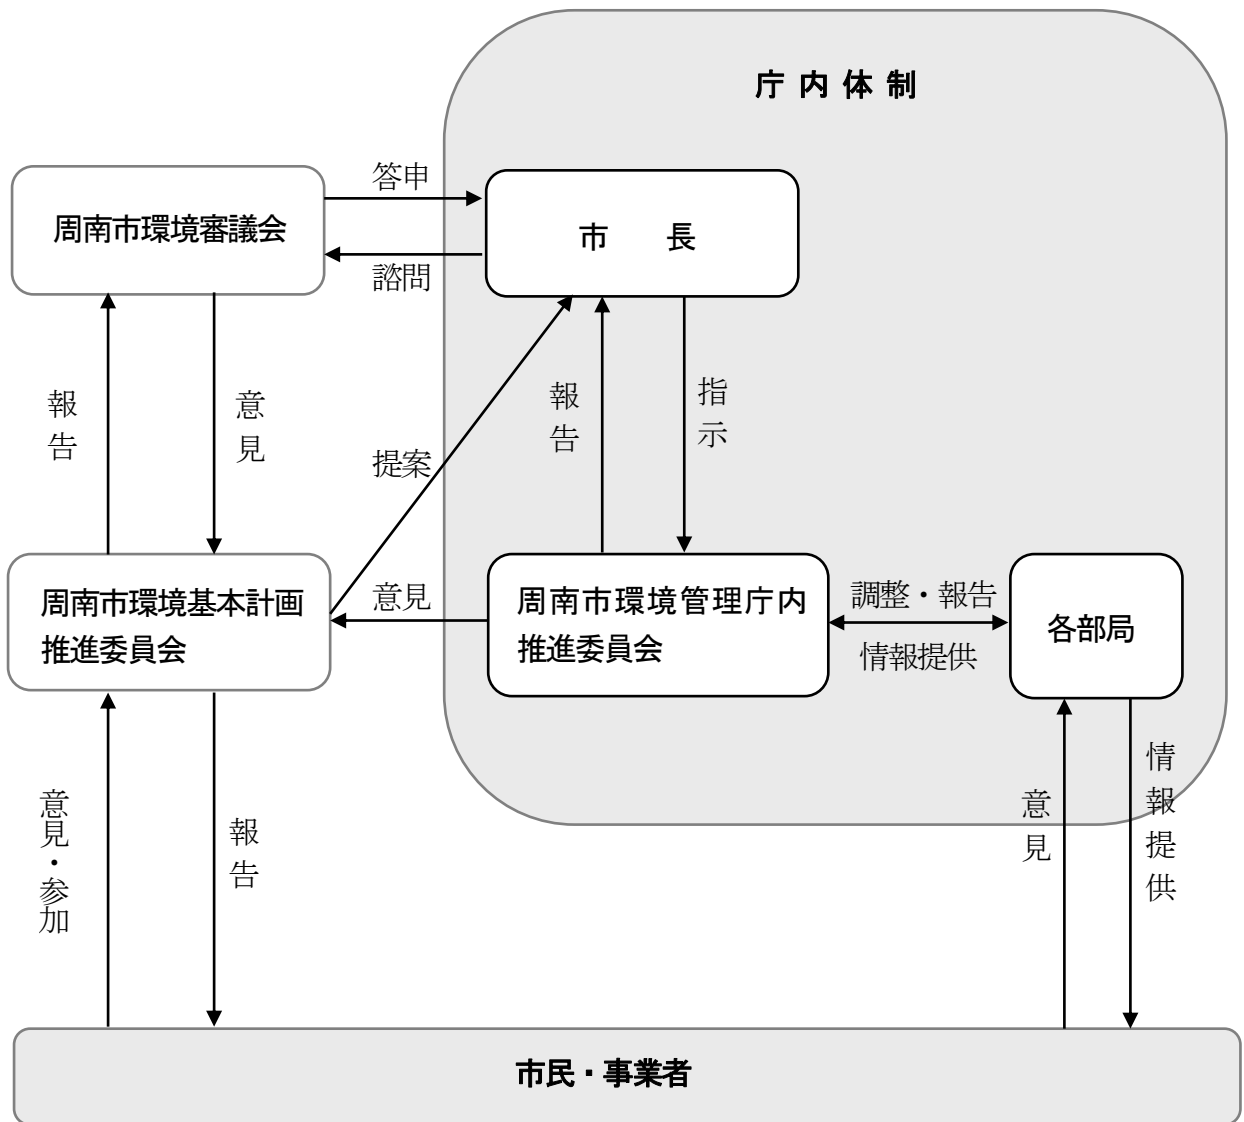 庁内体制
答申
周南市環境審議会
市　長
諮問
報告
意見
提案
報告
指示
周南市環境基本計画
推進委員会
意見
周南市環境管理庁内
推進委員会
調整・報告
情報提供
各部局
意見・参加
報告
意見
情報提供
市民・事業者